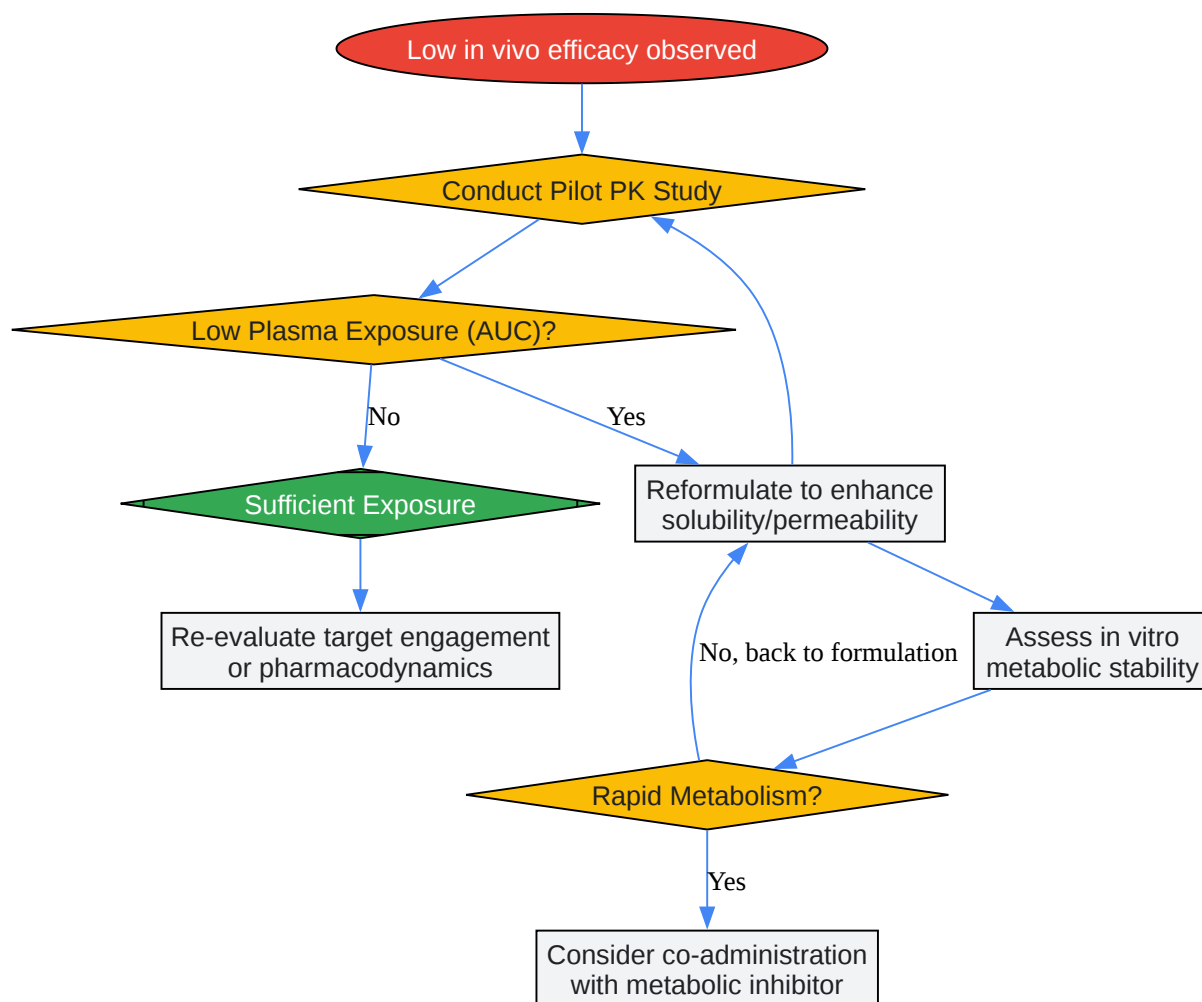 Low in vivo efficacy observed
Conduct Pilot PK Study
Low Plasma Exposure (AUC)?
No
Yes
Sufficient Exposure
Reformulate to enhance
solubility/permeability
Re-evaluate target engagement
or pharmacodynamics
No, back to formulation
Assess in vitro
metabolic stability
Rapid Metabolism?
Yes
Consider co-administration
with metabolic inhibitor